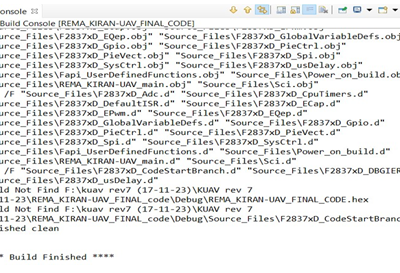 onsole
Build Console [REMA_KIRAN-UAV_FINAL_CODE]
ource_Files\F2837xD_EQep.obj" "Source_Files\F2837xD_GlobalVariableDefs.obj
ource_Files\F2837xD_Gpio.obj" "Source_Files\F2837xD_PieCtrl.obj"
ource_Files\F2837xD_PieVect.obj" "Source_Files\F2837xD_Spi.obj"
ource_Files\F2837xD_SysCtrl.obj" "Source_Files\F2837xD_usDelay.obj"
ource_Files\Fapi_UserDefinedFunctions.obj" "Source_Files\Power_on_build.ob
ource_Files\REMA_KIRAN-UAV_main.obj" "Source_Files\Sci.obj"
/F "Source_Files\F2837xD_Adc.d" "Source_Files\F2837xD_CpuTimers.d"
ource_Files\F2837xD_DefaultISR.d" "Source_Files\F2837xD_ECap.d"
ource_Files\F2837xD_EPwm.d" "Source_Files\F2837xD_EQep.d"
ource_Files\F2837xD_GlobalVariableDefs.d" "Source_Files\F2837xD_Gpio.d"
ource_Files\F2837xD_PieCtrl.d" "Source_Files\F2837xD_PieVect.d"
ource_Files\F2837xD_Spi.d" "Source_Files\F2837xD_SysCtrl.d"
ource_Files\Fapi_UserDefinedFunctions.d" "Source_Files\Power_on_build.d"
ource_Files\REMA_KIRAN-UAV_main.d" "Source_Files\Sci.d"
/F "Source_Files\F2837xD_CodeStartBranch.d" "Source_Files\F2837xD_DBGIER
ource_Files\F2837xD_usDelay.d"
ld Not Find F:\kuav rev7 (17-11-23)\KUAV rev 7
11-23\REMA_KIRAN-UAV_FINAL_code\Debug\REMA_KIRAN-UAV_FINAL_CODE.hex
ld Not Find F:\kuav rev7 (17-11-23)\KUAV rev 7
11-23\REMA_KIRAN-UAV_FINAL_code\Debug\Source_Files\F2837xD_CodeStartBranc
ished clean
* Build Finished ****